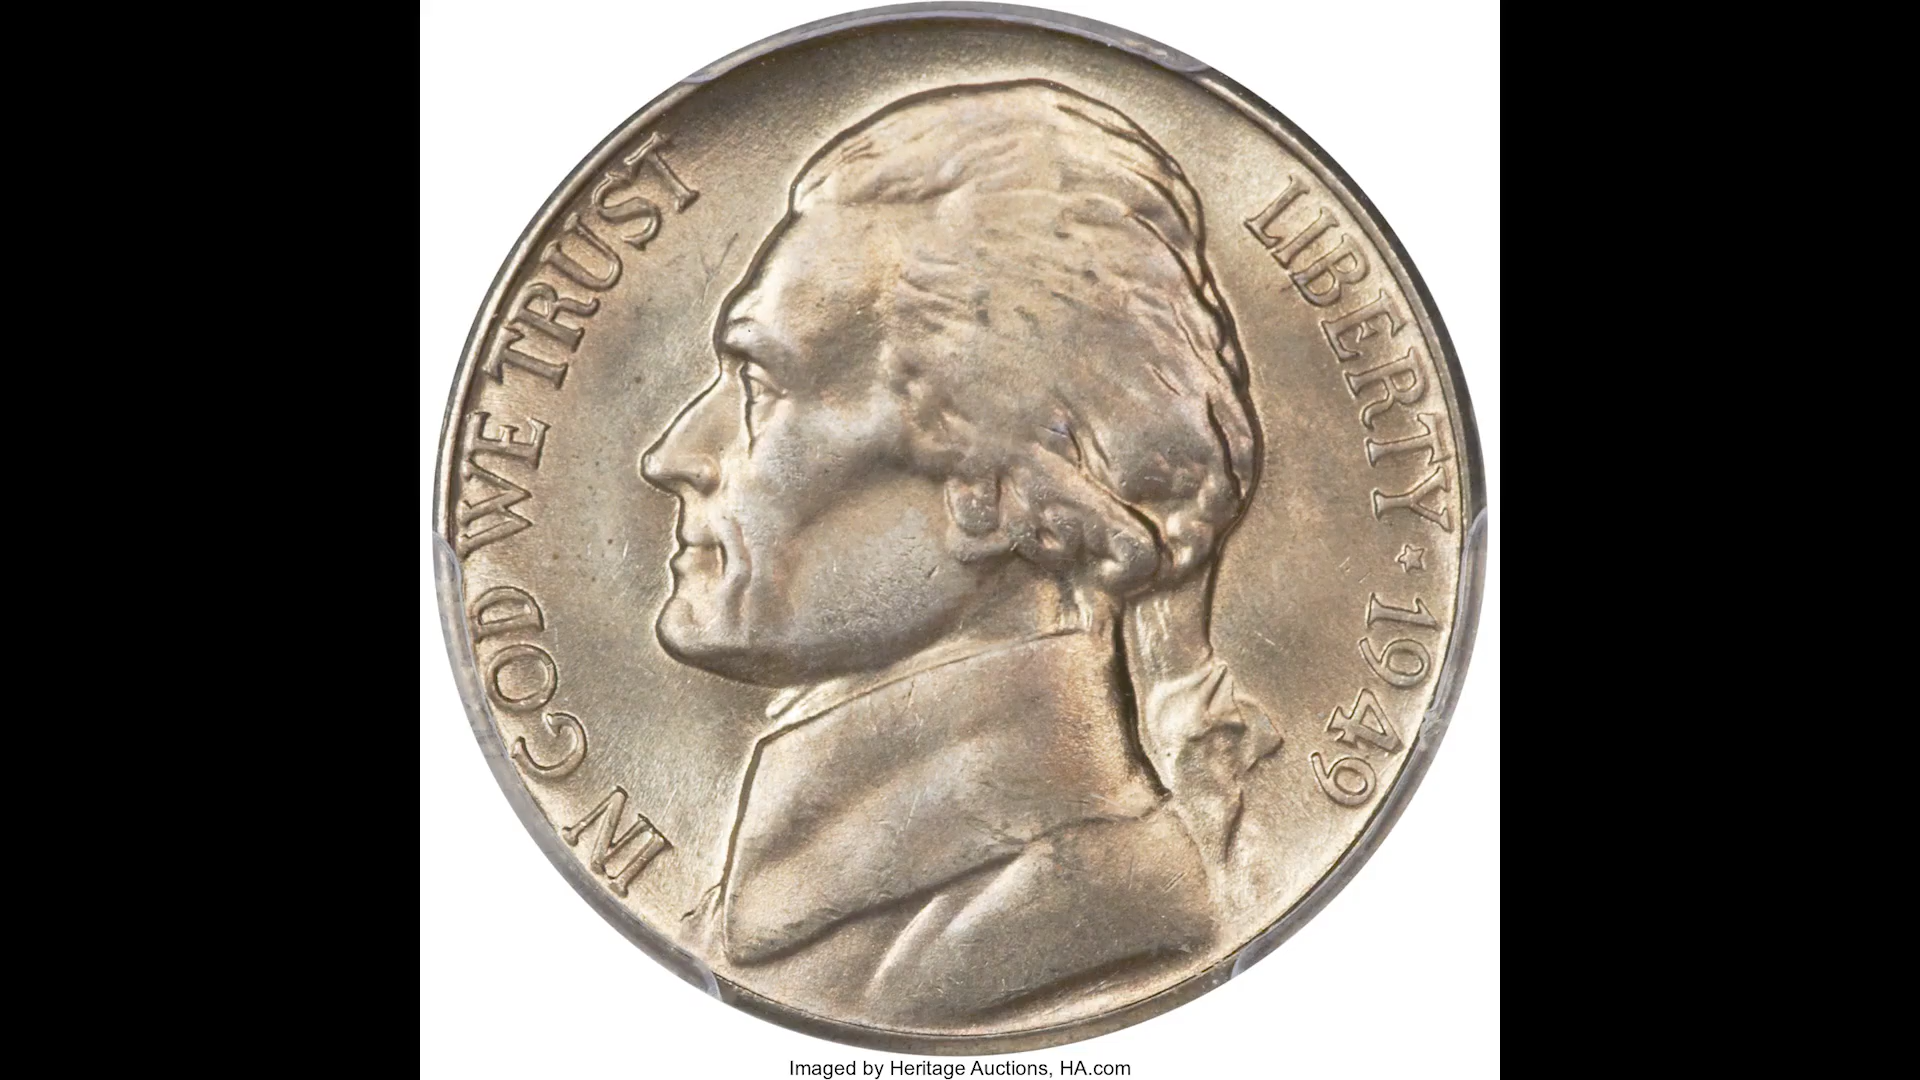 IN GOD WE TRUST
LIBERTY ★ 1949
Imaged by Heritage Auctions, HA.com